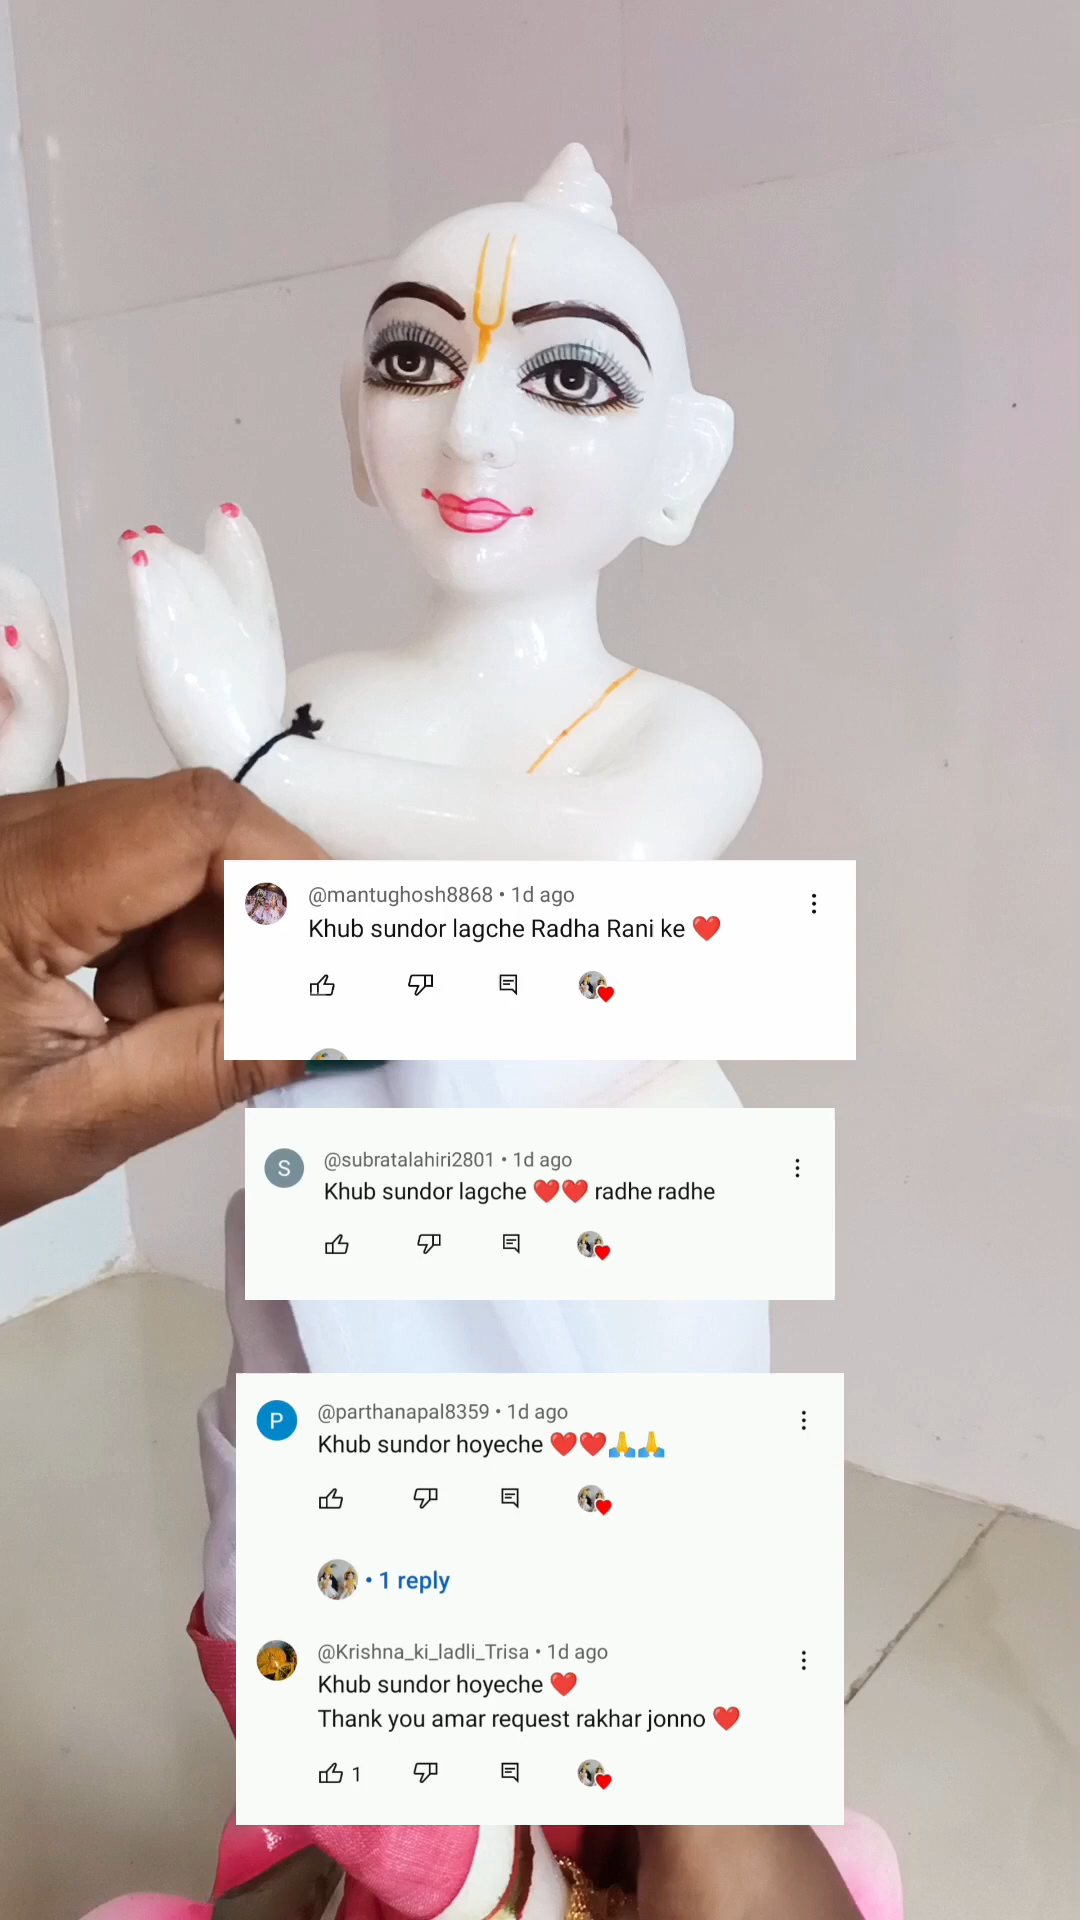 @mantughosh8868 • 1d ago
Khub sundor lagche Radha Rani ke ❤️
S
@subratalahiri2801 • 1d ago
Khub sundor lagche ❤️❤️ radhe radhe
P
@parthanapal8359 • 1d ago
Khub sundor hoyeche ❤️❤️🙏🙏
• 1 reply
@Krishna_ki_ladli_Trisa • 1d ago
Khub sundor hoyeche ❤️
Thank you amar request rakhar jonno ❤️
1